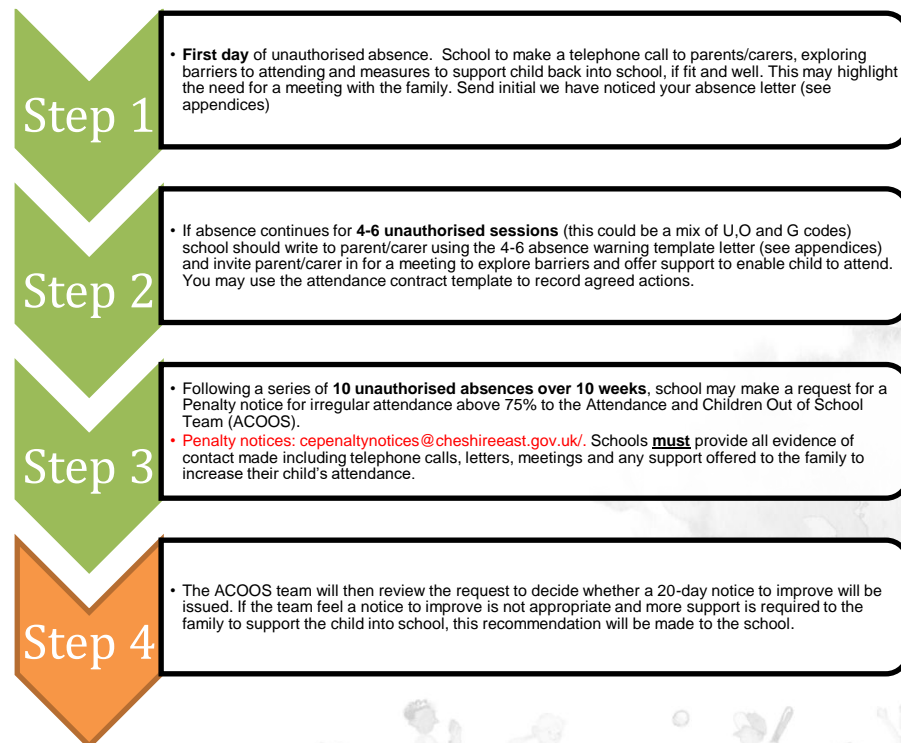 Step 1
• First day of unauthorised absence. School to make a telephone call to parents/carers, exploring
barriers to attending and measures to support child back into school, if fit and well. This may highlight
the need for a meeting with the family. Send initial we have noticed your absence letter (see
appendices)
Step 2
• If absence continues for 4-6 unauthorised sessions (this could be a mix of U,O and G codes)
school should write to parent/carer using the 4-6 absence warning template letter (see appendices)
and invite parent/carer in for a meeting to explore barriers and offer support to enable child to attend.
You may use the attendance contract template to record agreed actions.
Step 3
• Following a series of 10 unauthorised absences over 10 weeks, school may make a request for a
Penalty notice for irregular attendance above 75% to the Attendance and Children Out of School
Team (ACOOS).
• Penalty notices: cepenaltynotices@cheshireeast.gov.uk/. Schools must provide all evidence of
contact made including telephone calls, letters, meetings and any support offered to the family to
increase their child's attendance.
Step 4
• The ACOOS team will then review the request to decide whether a 20-day notice to improve will be
issued. If the team feel a notice to improve is not appropriate and more support is required to the
family to support the child into school, this recommendation will be made to the school.